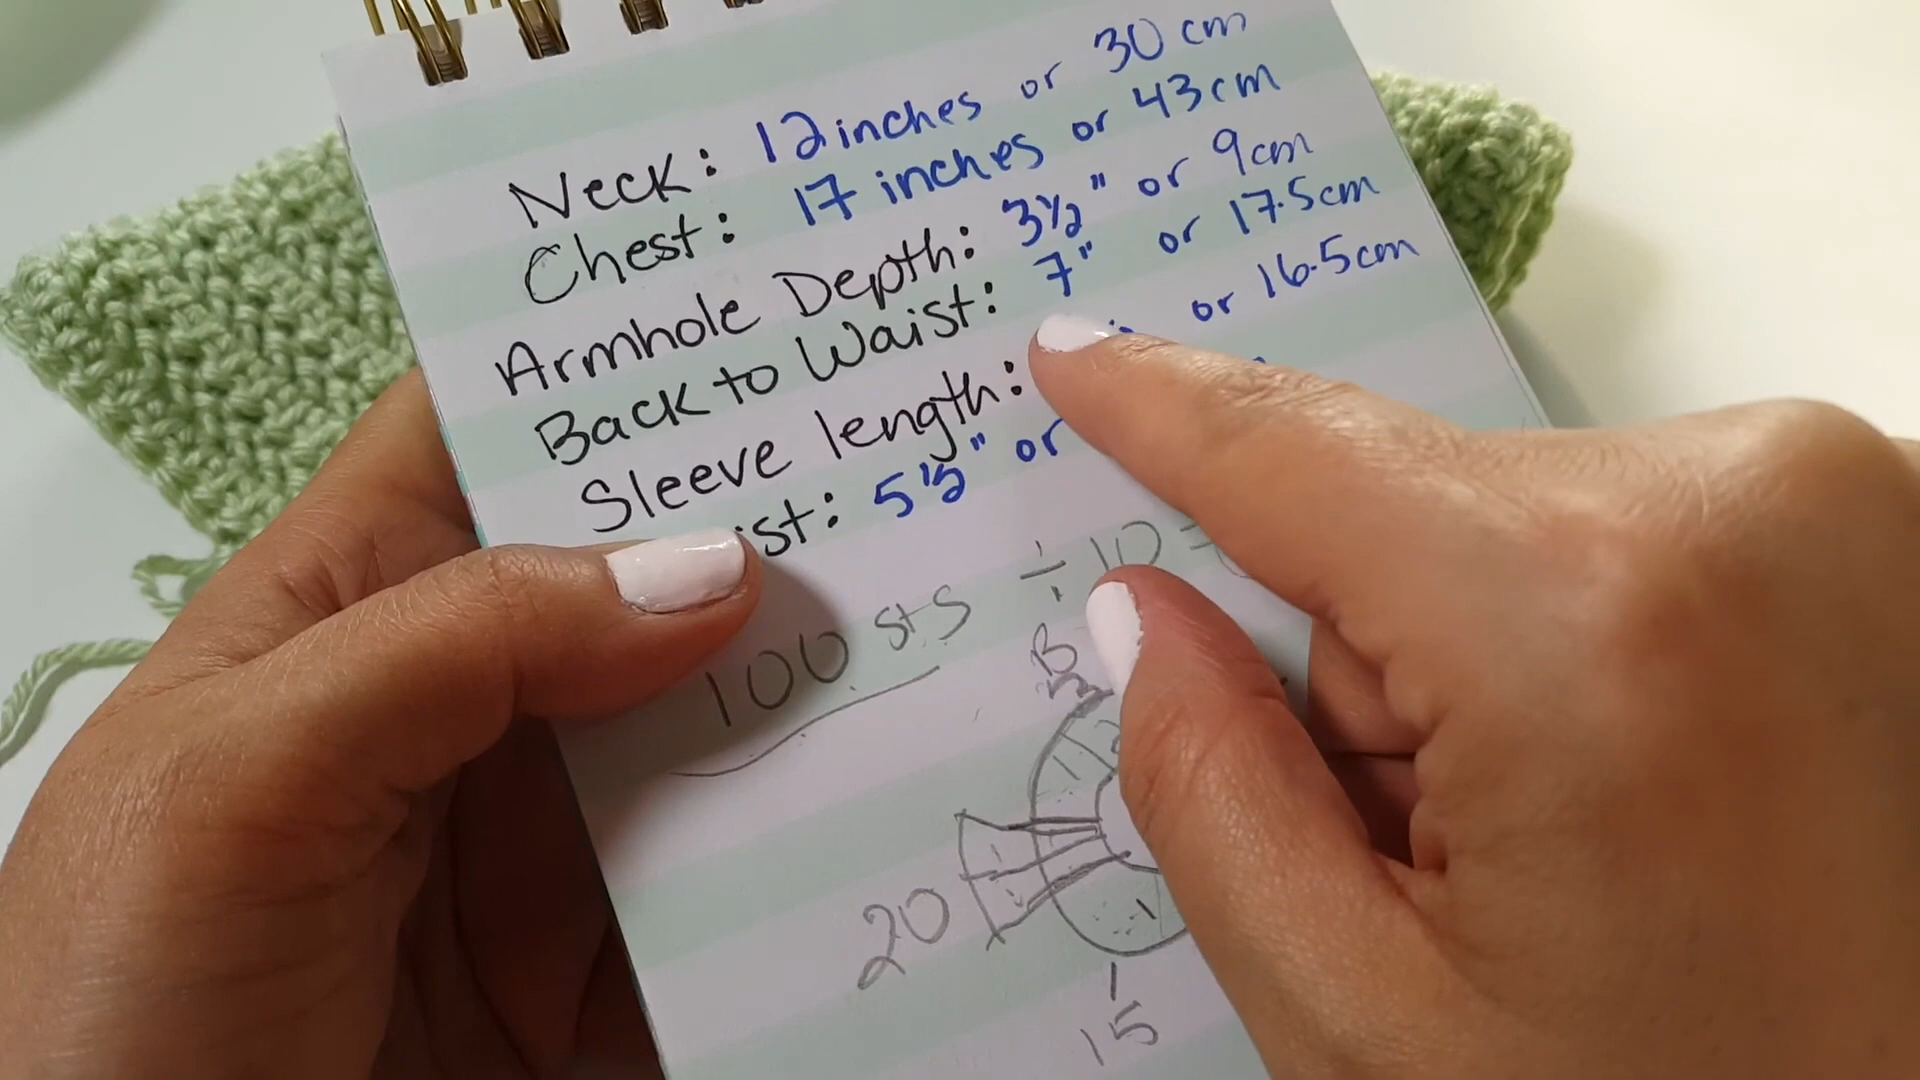 Neck: 12 inches or 30 cm
Chest: 17 inches or 43cm
Armhole Depth: 3½" or 9cm
Back to Waist: 7" or 17.5cm
Sleeve length: or 16.5cm
5½" or
100 sts ÷ 10 =
B
20
15